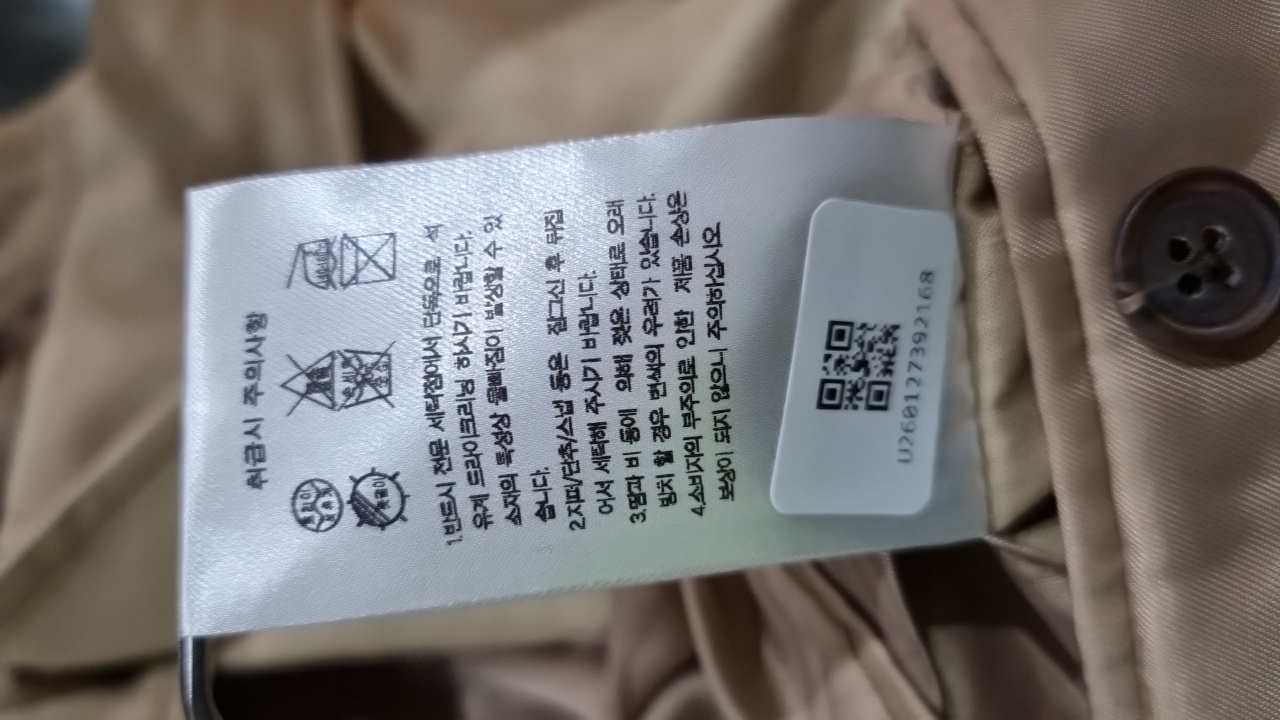 취급시 주의사항
드라이
1.반드시 전문 세탁점에서 단독으로 석
유계 드라이크리닝 하시기 바랍니다.
소재의 특성상 물빠짐이 발생할 수 있
습니다.
2.지퍼/단추/스냅 등은 잠그신 후 뒤집
어서 세탁해 주시기 바랍니다.
3.땀과 비 등에 의해 젖은 상태로 오래
방치 할 경우 변색의 우려가 있습니다.
4.소비자의 부주의로 인한 제품 손상은
보상이 되지 않으니 주의하십시오
U260127392168